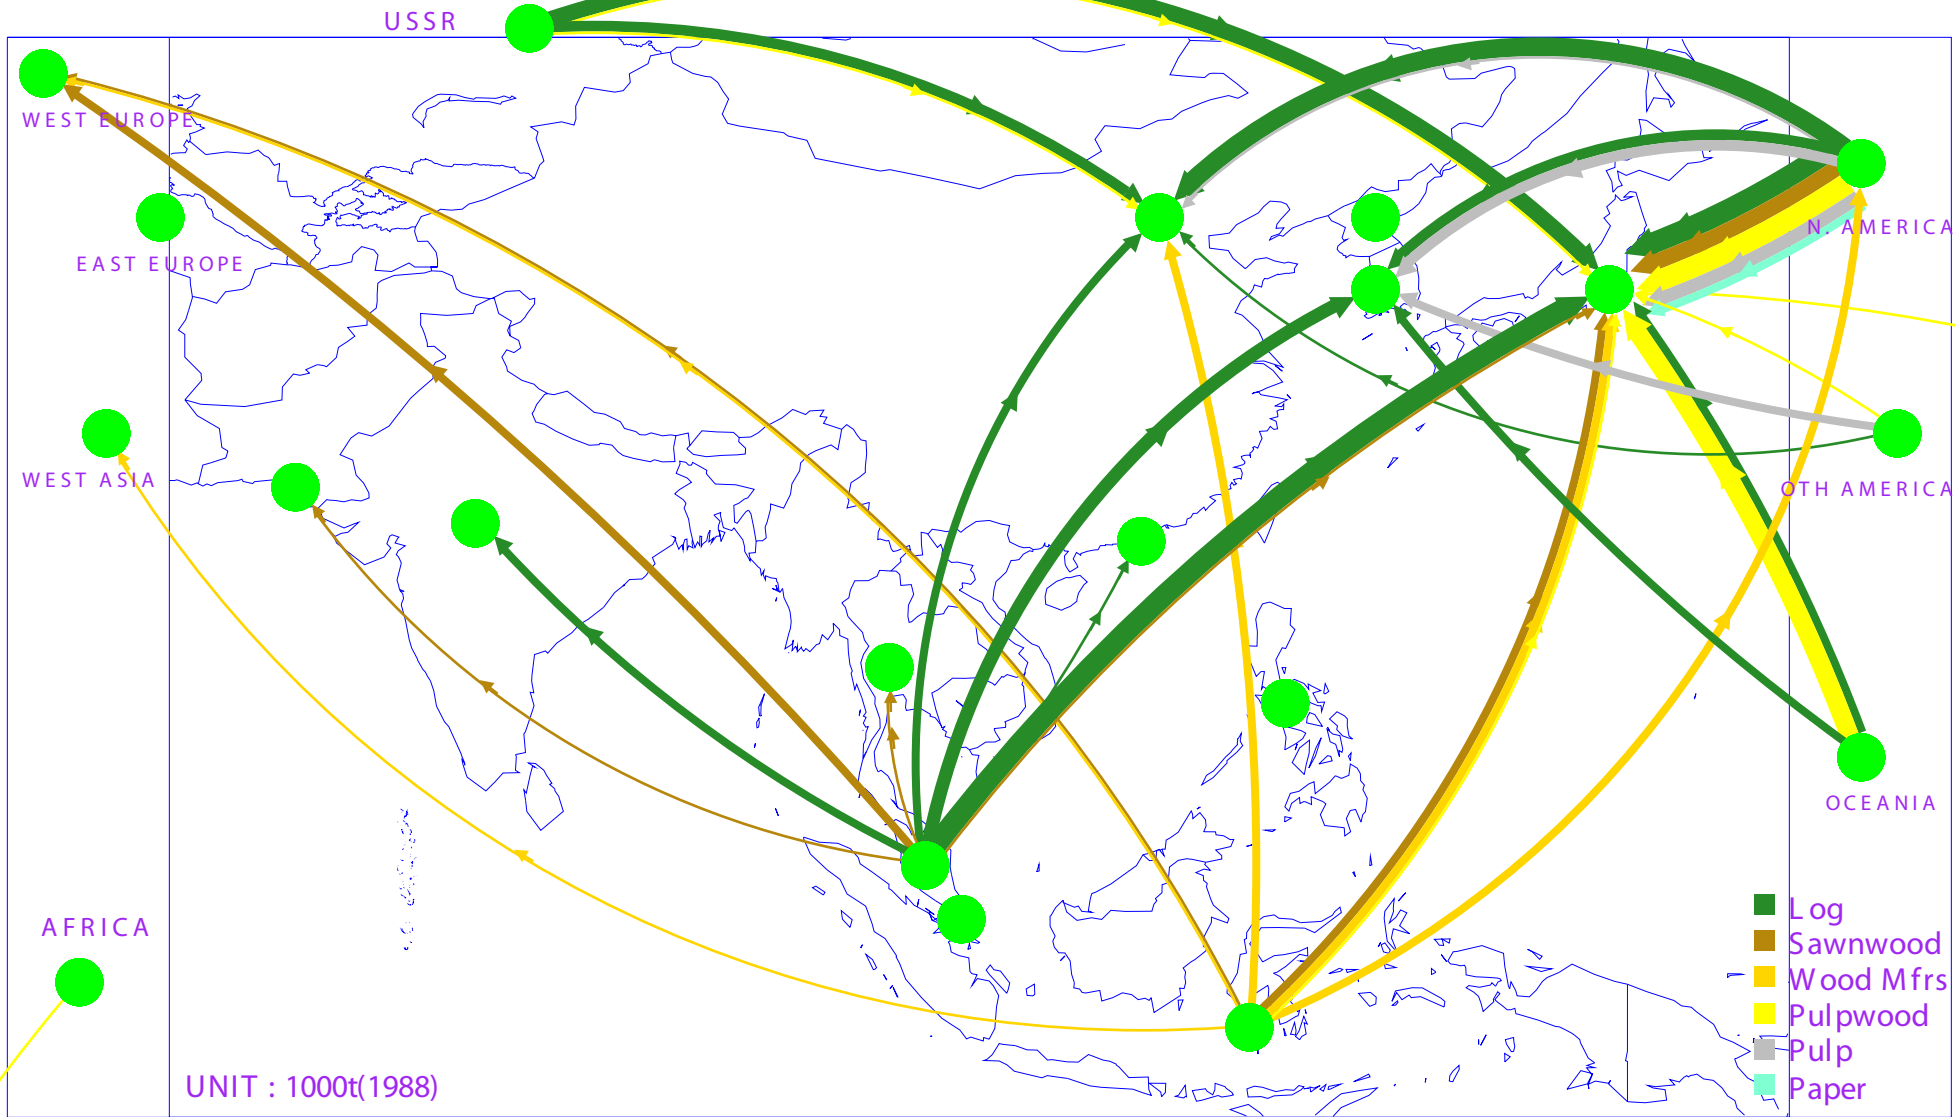 USSR
WEST EUROPE
N. AMERICA
EAST EUROPE
WEST ASIA
OTH AMERICA
OCEANIA
AFRICA
Log
Sawnwood
Wood Mfrs
Pulpwood
Pulp
Paper
UNIT : 1000t(1988)